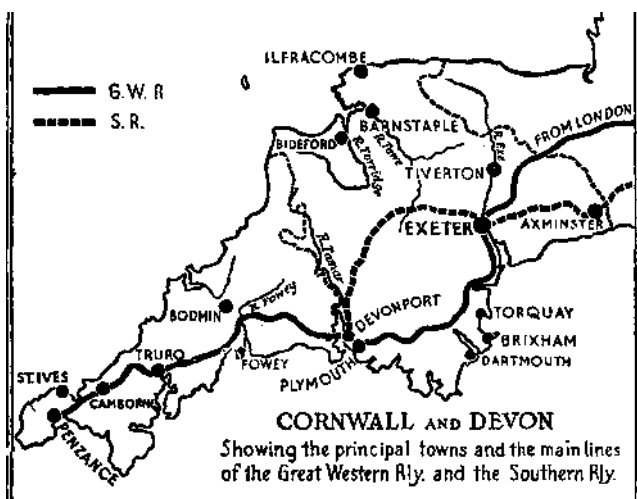 ILFRACOMBE
G.W.R
S.R.
BARNSTAPLE
BIDEFORD
R. Torridge
R. Tawe
R. Exe
FROM LONDON
TIVERTON
EXETER
AXMINSTER
R. Tamar
R. Fowey
BODMIN
DEVONPORT
TORQUAY
BRIXHAM
DARTMOUTH
PLYMOUTH
FOWEY
TRURO
ST.IVES
CAMBORNE
PENZANCE
CORNWALL AND DEVON
Showing the principal towns and the main lines
of the Great Western Rly. and the Southern Rly.